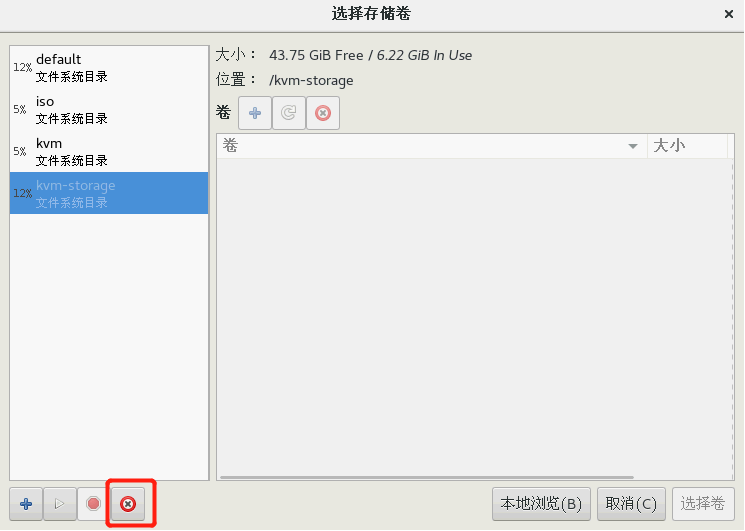 选择存储卷
12% default
文件系统目录
5% iso
文件系统目录
5% kvm
文件系统目录
12% kvm-storage
文件系统目录
大小： 43.75 GiB Free / 6.22 GiB In Use
位置： /kvm-storage
卷
卷 大小
本地浏览(B) 取消(C) 选择卷